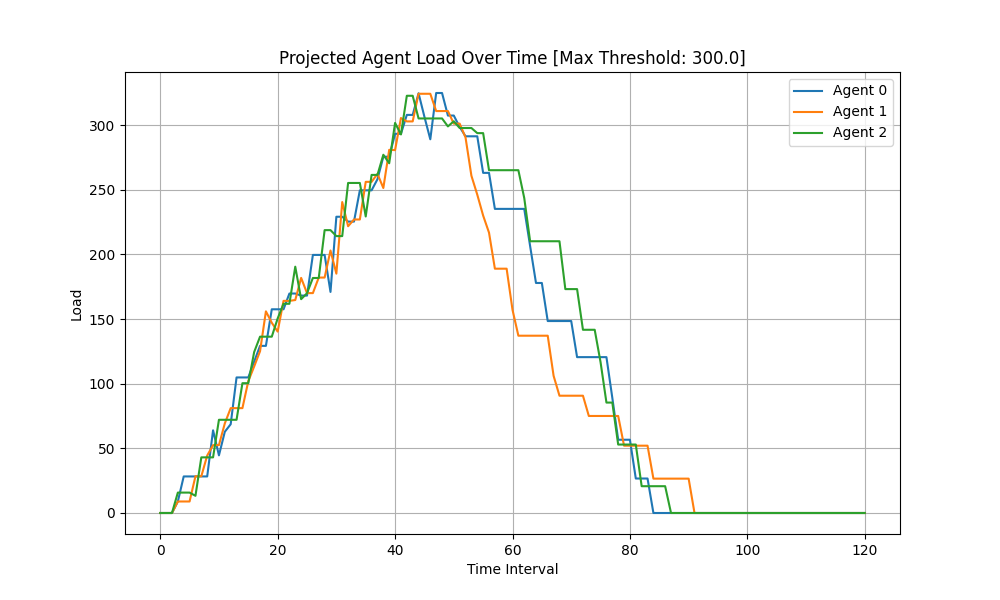 Projected Agent Load Over Time [Max Threshold: 300.0]
Agent 0
Agent 1
Agent 2
Load
300
250
200
150
100
50
0
0 20 40 60 80 100 120
Time Interval